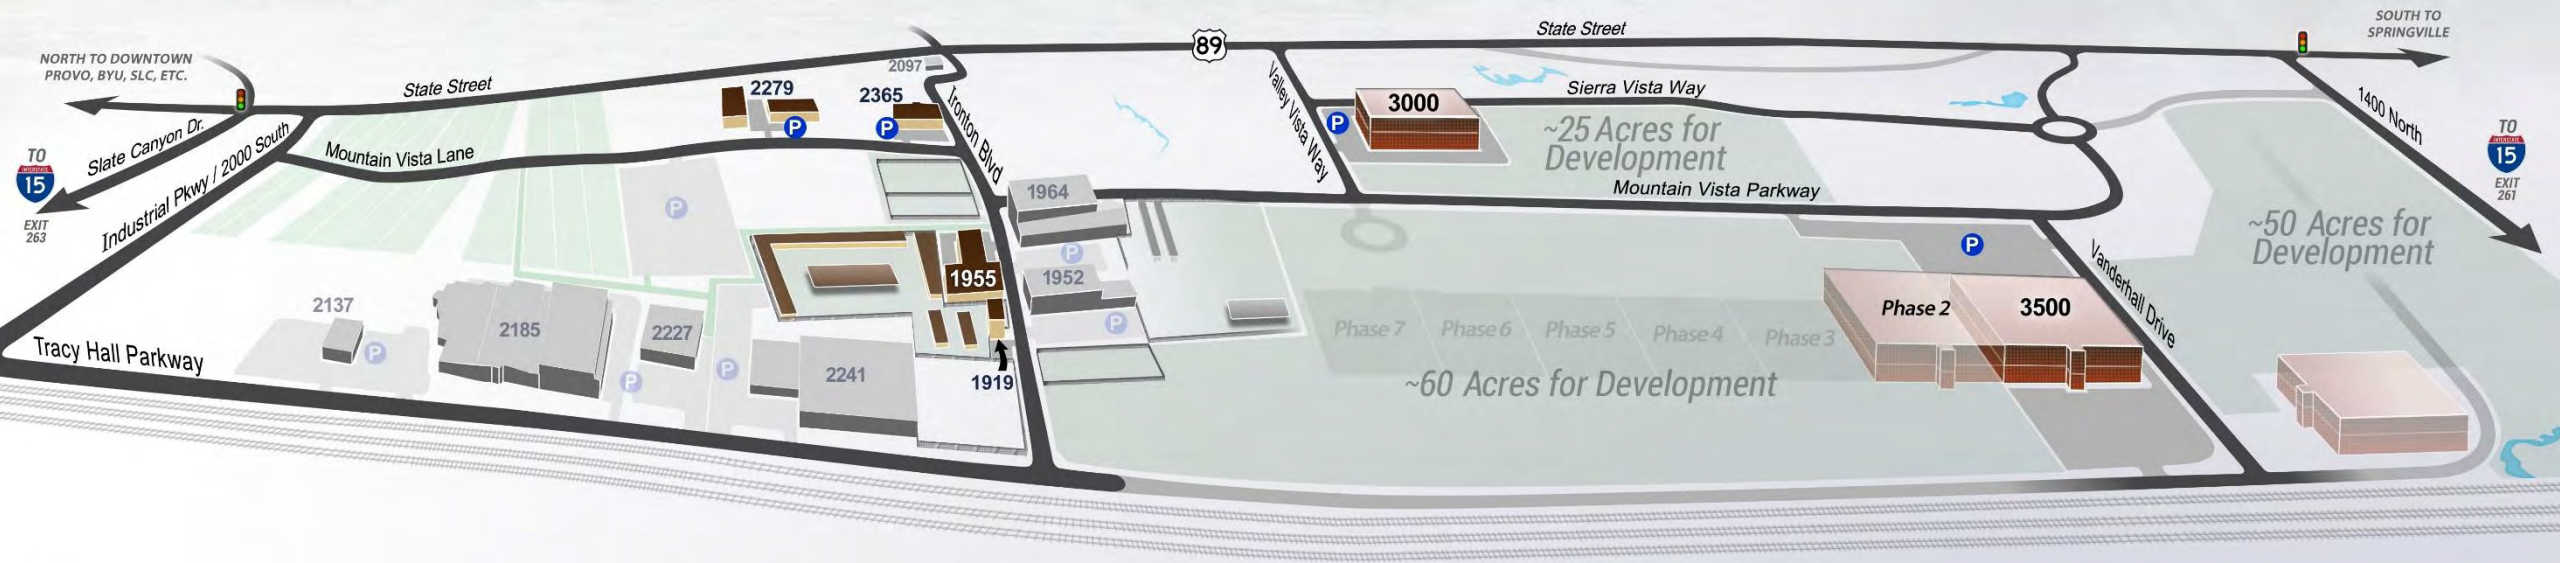 NORTH TO DOWNTOWN
PROVO, BYU, SLC, ETC.
State Street
2097
2279
2365
89
State Street
SOUTH TO
SPRINGVILLE
TO
INTERSTATE
15
EXIT
263
Slate Canyon Dr.
Industrial Pkwy / 2000 South
Mountain Vista Lane
P
P
P
Ironton Blvd
Valley Vista Way
P
3000
Sierra Vista Way
~25 Acres for
Development
Mountain Vista Parkway
1400 North
TO
INTERSTATE
15
EXIT
261
~50 Acres for
Development
1964
P
1955
1952
P
P
Vanderhall Drive
2137
P
2185
2227
P
P
2241
1919
Tracy Hall Parkway
Phase 7
Phase 6
Phase 5
Phase 4
Phase 3
Phase 2
3500
~60 Acres for Development